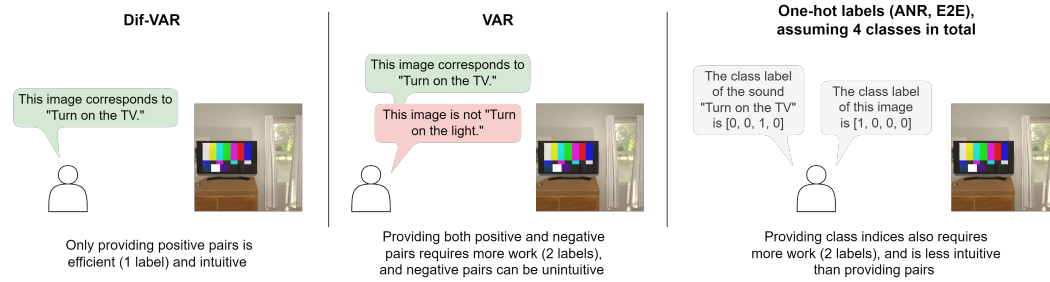 Dif-VAR
This image corresponds to
"Turn on the TV."
Only providing positive pairs is
efficient (1 label) and intuitive
VAR
This image corresponds to
"Turn on the TV."
This image is not "Turn
on the light."
Providing both positive and negative
pairs requires more work (2 labels),
and negative pairs can be unintuitive
One-hot labels (ANR, E2E),
assuming 4 classes in total
The class label
of the sound
"Turn on the TV"
is [0, 0, 1, 0]
The class label
of this image
is [1, 0, 0, 0]
Providing class indices also requires
more work (2 labels), and is less intuitive
than providing pairs